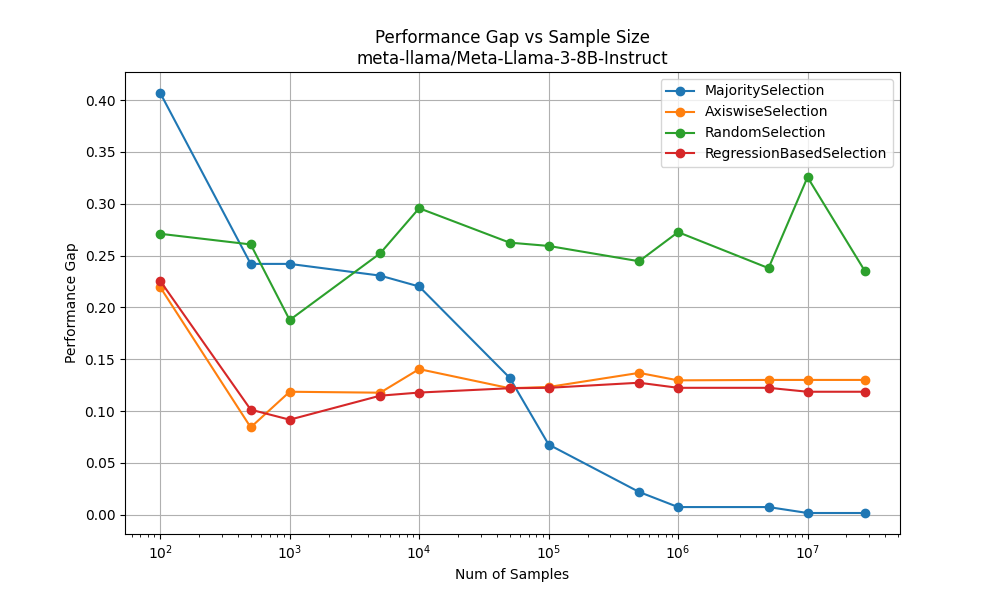 Performance Gap vs Sample Size
meta-llama/Meta-Llama-3-8B-Instruct
MajoritySelection
AxiswiseSelection
RandomSelection
RegressionBasedSelection
Performance Gap
0.40
0.35
0.30
0.25
0.20
0.15
0.10
0.05
0.00
10²
10³
10⁴
10⁵
10⁶
10⁷
Num of Samples